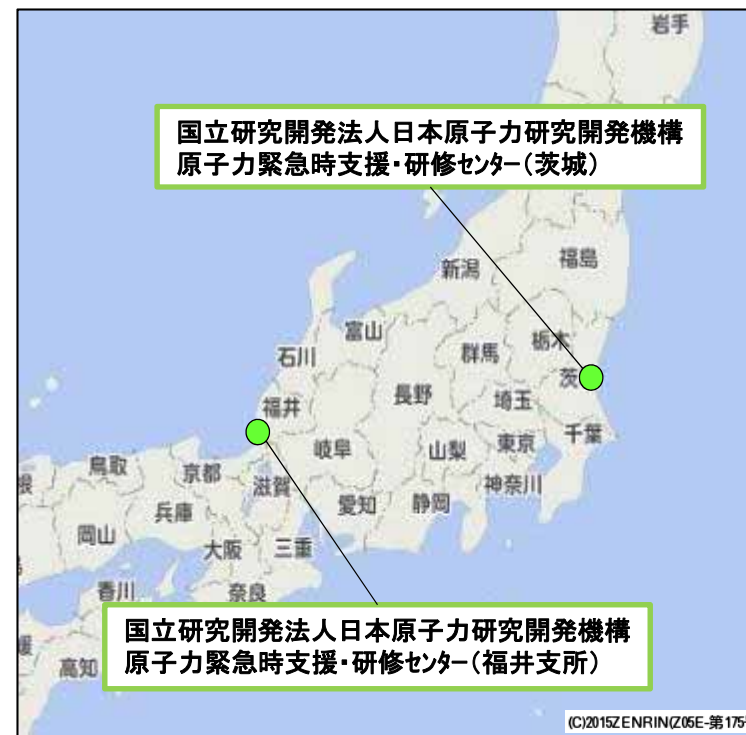 岩手
国立研究開発法人日本原子力研究開発機構
原子力緊急時支援・研修センター（茨城）
新潟
福島
富山
栃木
石川
群馬
茨
長野
福井
埼玉
岐阜
山梨
東京
千葉
鳥取
京都
滋賀
神奈川
兵庫
愛知
静岡
岡山
大阪
三重
香川
奈良
国立研究開発法人日本原子力研究開発機構
原子力緊急時支援・研修センター（福井支所）
高知
(C)2015ZENRIN(Z05E-第175